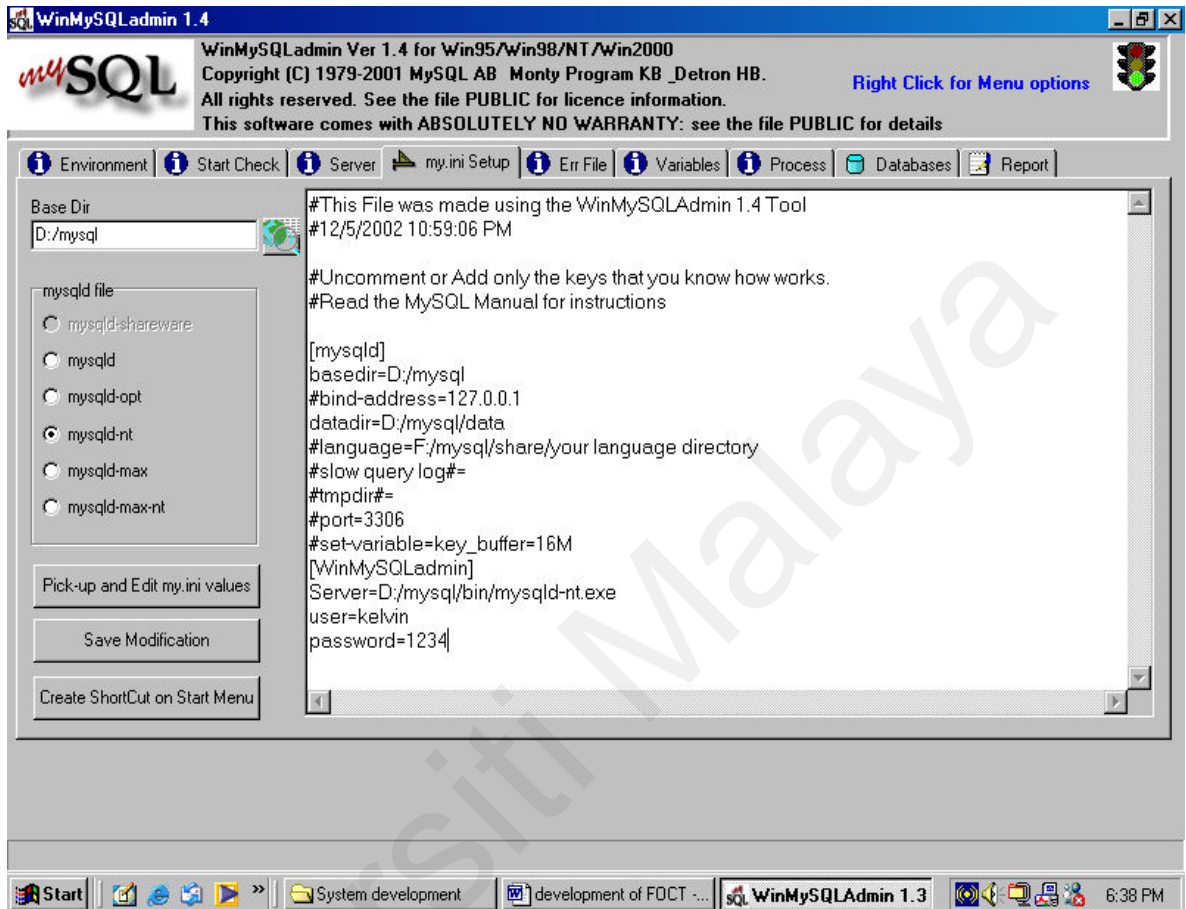 WinMySQLadmin 1.4
mySQL
WinMySQLadmin Ver 1.4 for Win95/Win98/NT/Win2000
Copyright (C) 1979-2001 MySQL AB Monty Program KB _Detron HB.
All rights reserved. See the file PUBLIC for licence information.
This software comes with ABSOLUTELY NO WARRANTY: see the file PUBLIC for details
Right Click for Menu options
Environment Start Check Server my.ini Setup Err File Variables Process Databases Report
Base Dir
D:/mysql
mysqld file
mysqld-shareware
mysqld
mysqld-opt
mysqld-nt
mysqld-max
mysqld-max-nt
Pick-up and Edit my.ini values
Save Modification
Create ShortCut on Start Menu
#This File was made using the WinMySQLAdmin 1.4 Tool
#12/5/2002 10:59:06 PM
#Uncomment or Add only the keys that you know how works.
#Read the MySQL Manual for instructions
[mysqld]
basedir=D:/mysql
#bind-address=127.0.0.1
datadir=D:/mysql/data
#language=F:/mysql/share/your language directory
#slow query log#=
#tmpdir#=
#port=3306
#set-variable=key_buffer=16M
[WinMySQLadmin]
Server=D:/mysql/bin/mysqld-nt.exe
user=kelvin
password=1234
rsiti Malaya
Start » System development development of FOCT -... WinMySQLAdmin 1.3 6:38 PM